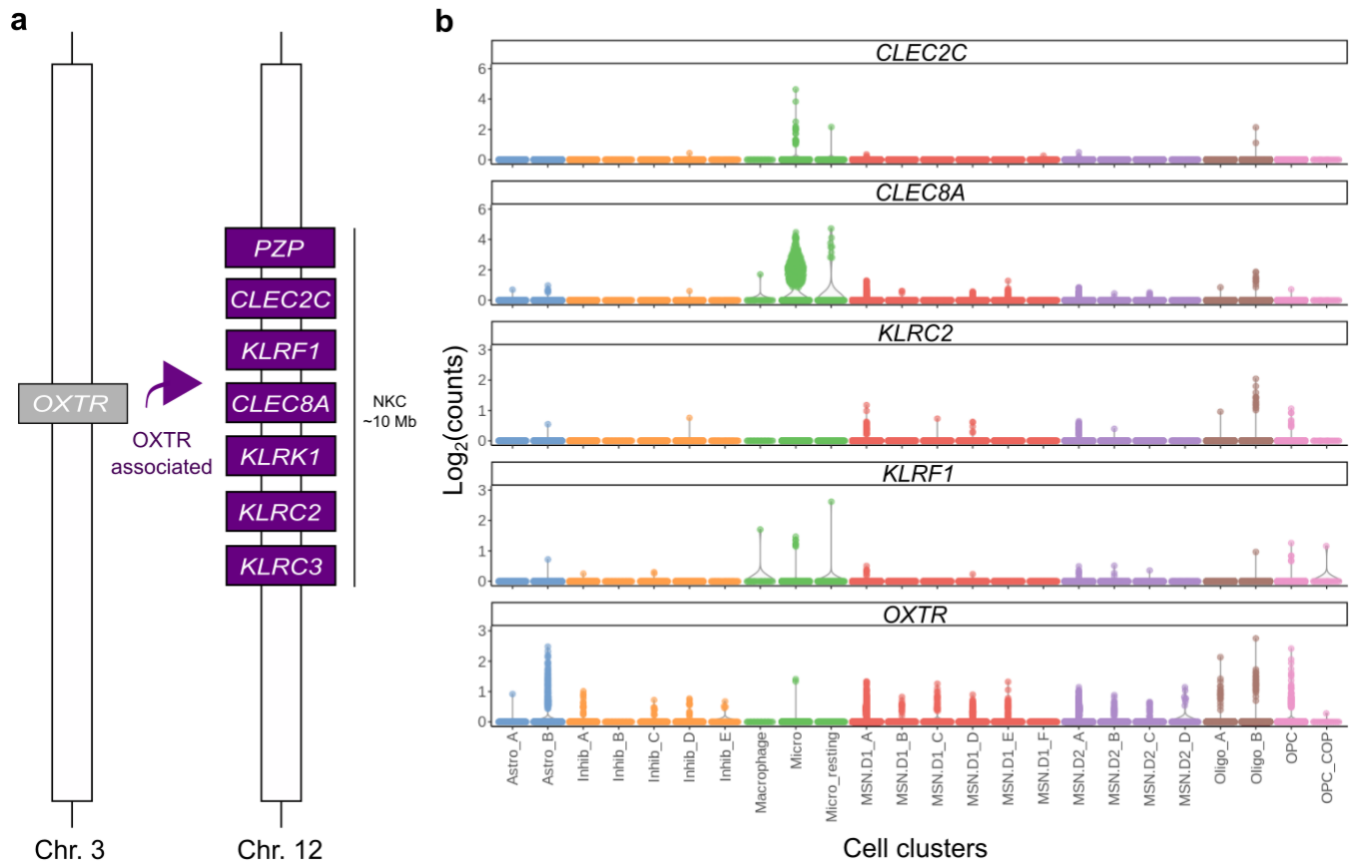 a
OXTR
OXTR
associated
PZP
CLEC2C
KLRF1
CLEC8A
KLRK1
KLRC2
KLRC3
NKC
~10 Mb
Chr. 3
Chr. 12
b
Log₂(counts)
CLEC2C
6
4
2
0
CLEC8A
6
4
2
0
KLRC2
3
2
1
0
KLRF1
3
2
1
0
OXTR
3
2
1
0
Astro_A
Astro_B
Inhib_A
Inhib_B
Inhib_C
Inhib_D
Inhib_E
Macrophage
Micro
Micro_resting
MSN.D1_A
MSN.D1_B
MSN.D1_C
MSN.D1_D
MSN.D1_E
MSN.D1_F
MSN.D2_A
MSN.D2_B
MSN.D2_C
MSN.D2_D
Oligo_A
Oligo_B
OPC
OPC_COP
Cell clusters